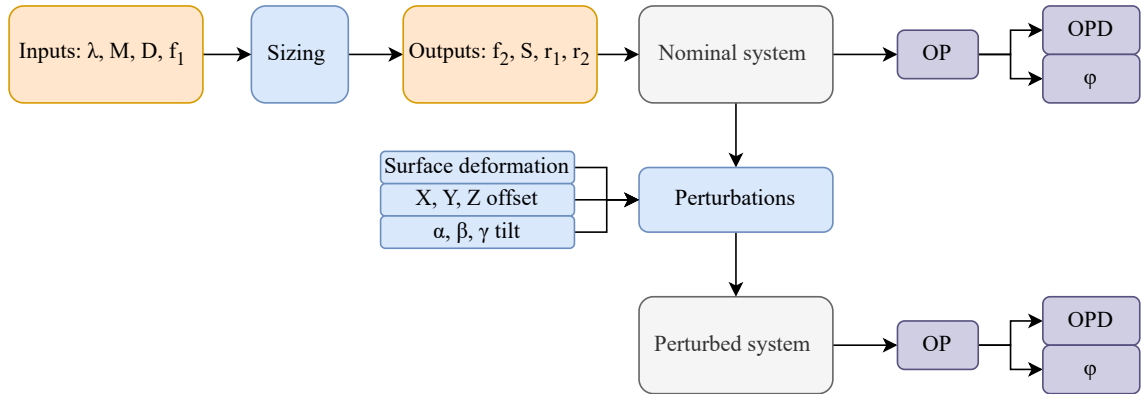 Inputs: λ, M, D, f₁
Sizing
Outputs: f₂, S, r₁, r₂
Nominal system
OP
OPD
φ
Surface deformation
X, Y, Z offset
α, β, γ tilt
Perturbations
Perturbed system
OP
OPD
φ